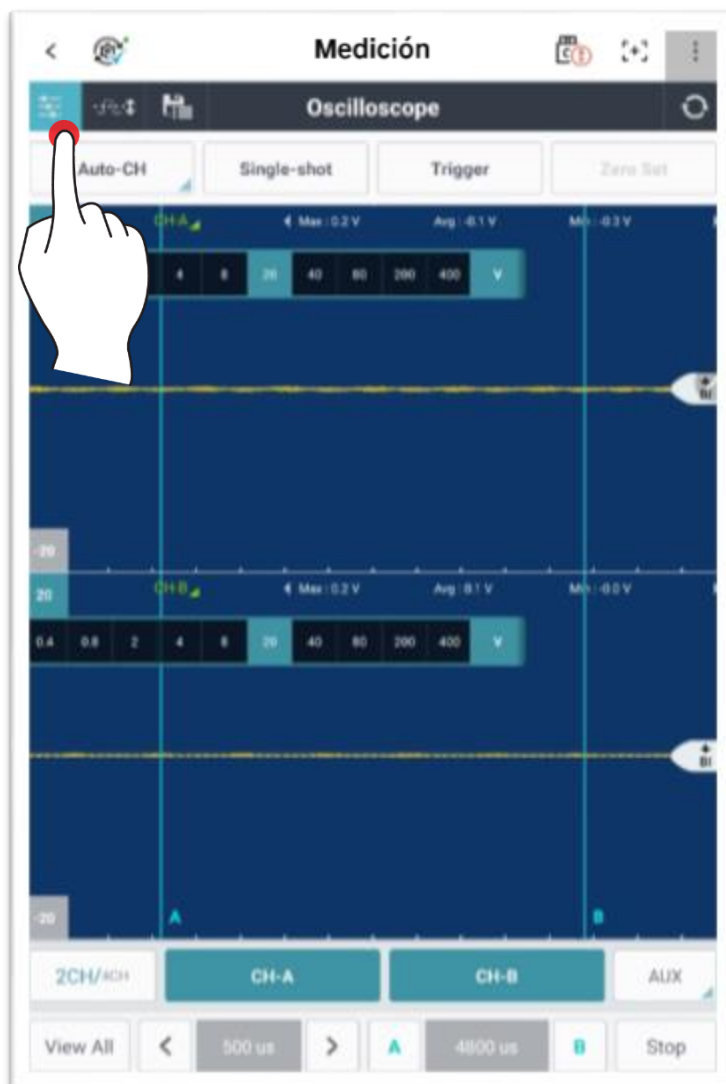 Medición
Oscilloscope
Auto-CH Single-shot Trigger Zero Set
CH-A Max : 0.2 V Avg : -0.1 V Min : -0.3 V
4 8 20 40 80 200 400 V
-20
20 CH-B Max : 0.2 V Avg : 0.1 V Min : -0.0 V
0.4 0.8 2 4 8 20 40 80 200 400 V
-20 A B
2CH/4CH CH-A CH-B AUX
View All < 500 us > A 4800 us B Stop